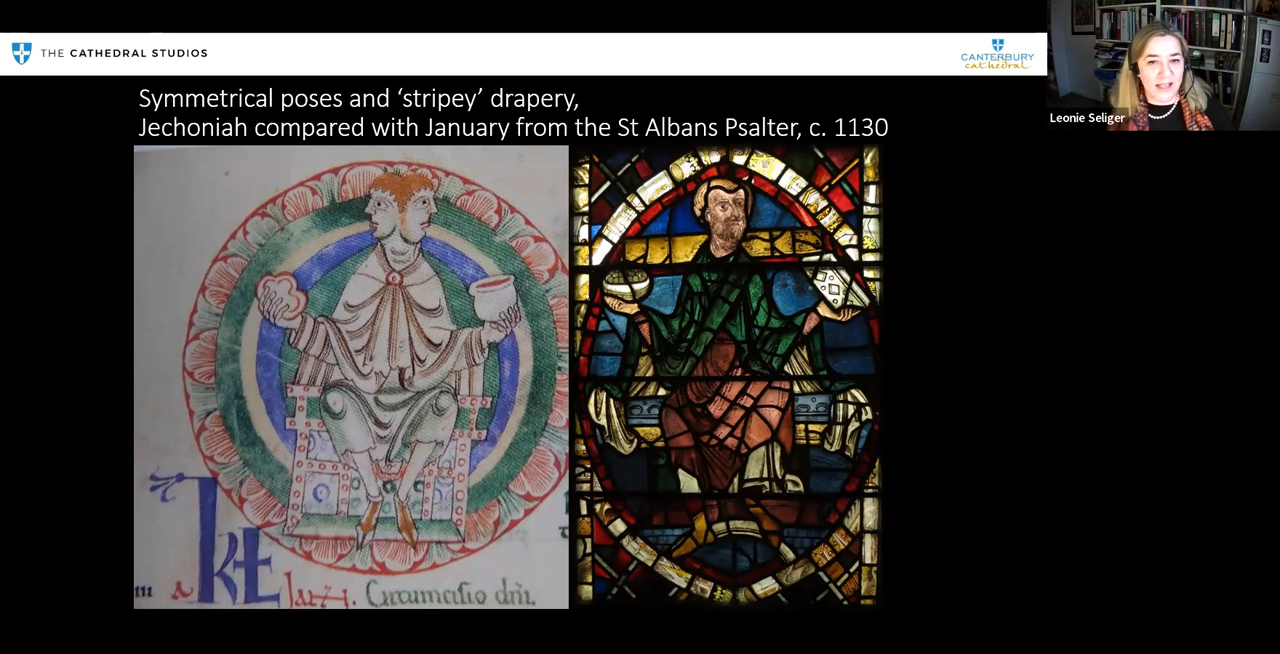 THE CATHEDRAL STUDIOS
CANTERBURY
cathedral
Leonie Seliger
Symmetrical poses and ‘stripey’ drapery,
Jechoniah compared with January from the St Albans Psalter, c. 1130
KL
Circumcisio dñi.